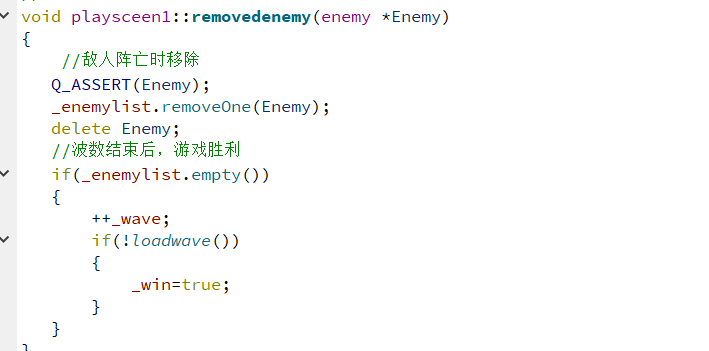 void playsceen1::removedenemy(enemy *Enemy)
{
//敌人阵亡时移除
Q_ASSERT(Enemy);
_enemylist.removeOne(Enemy);
delete Enemy;
//波数结束后，游戏胜利
if(_enemylist.empty())
{
++_wave;
if(!loadwave())
{
_win=true;
}
}
}